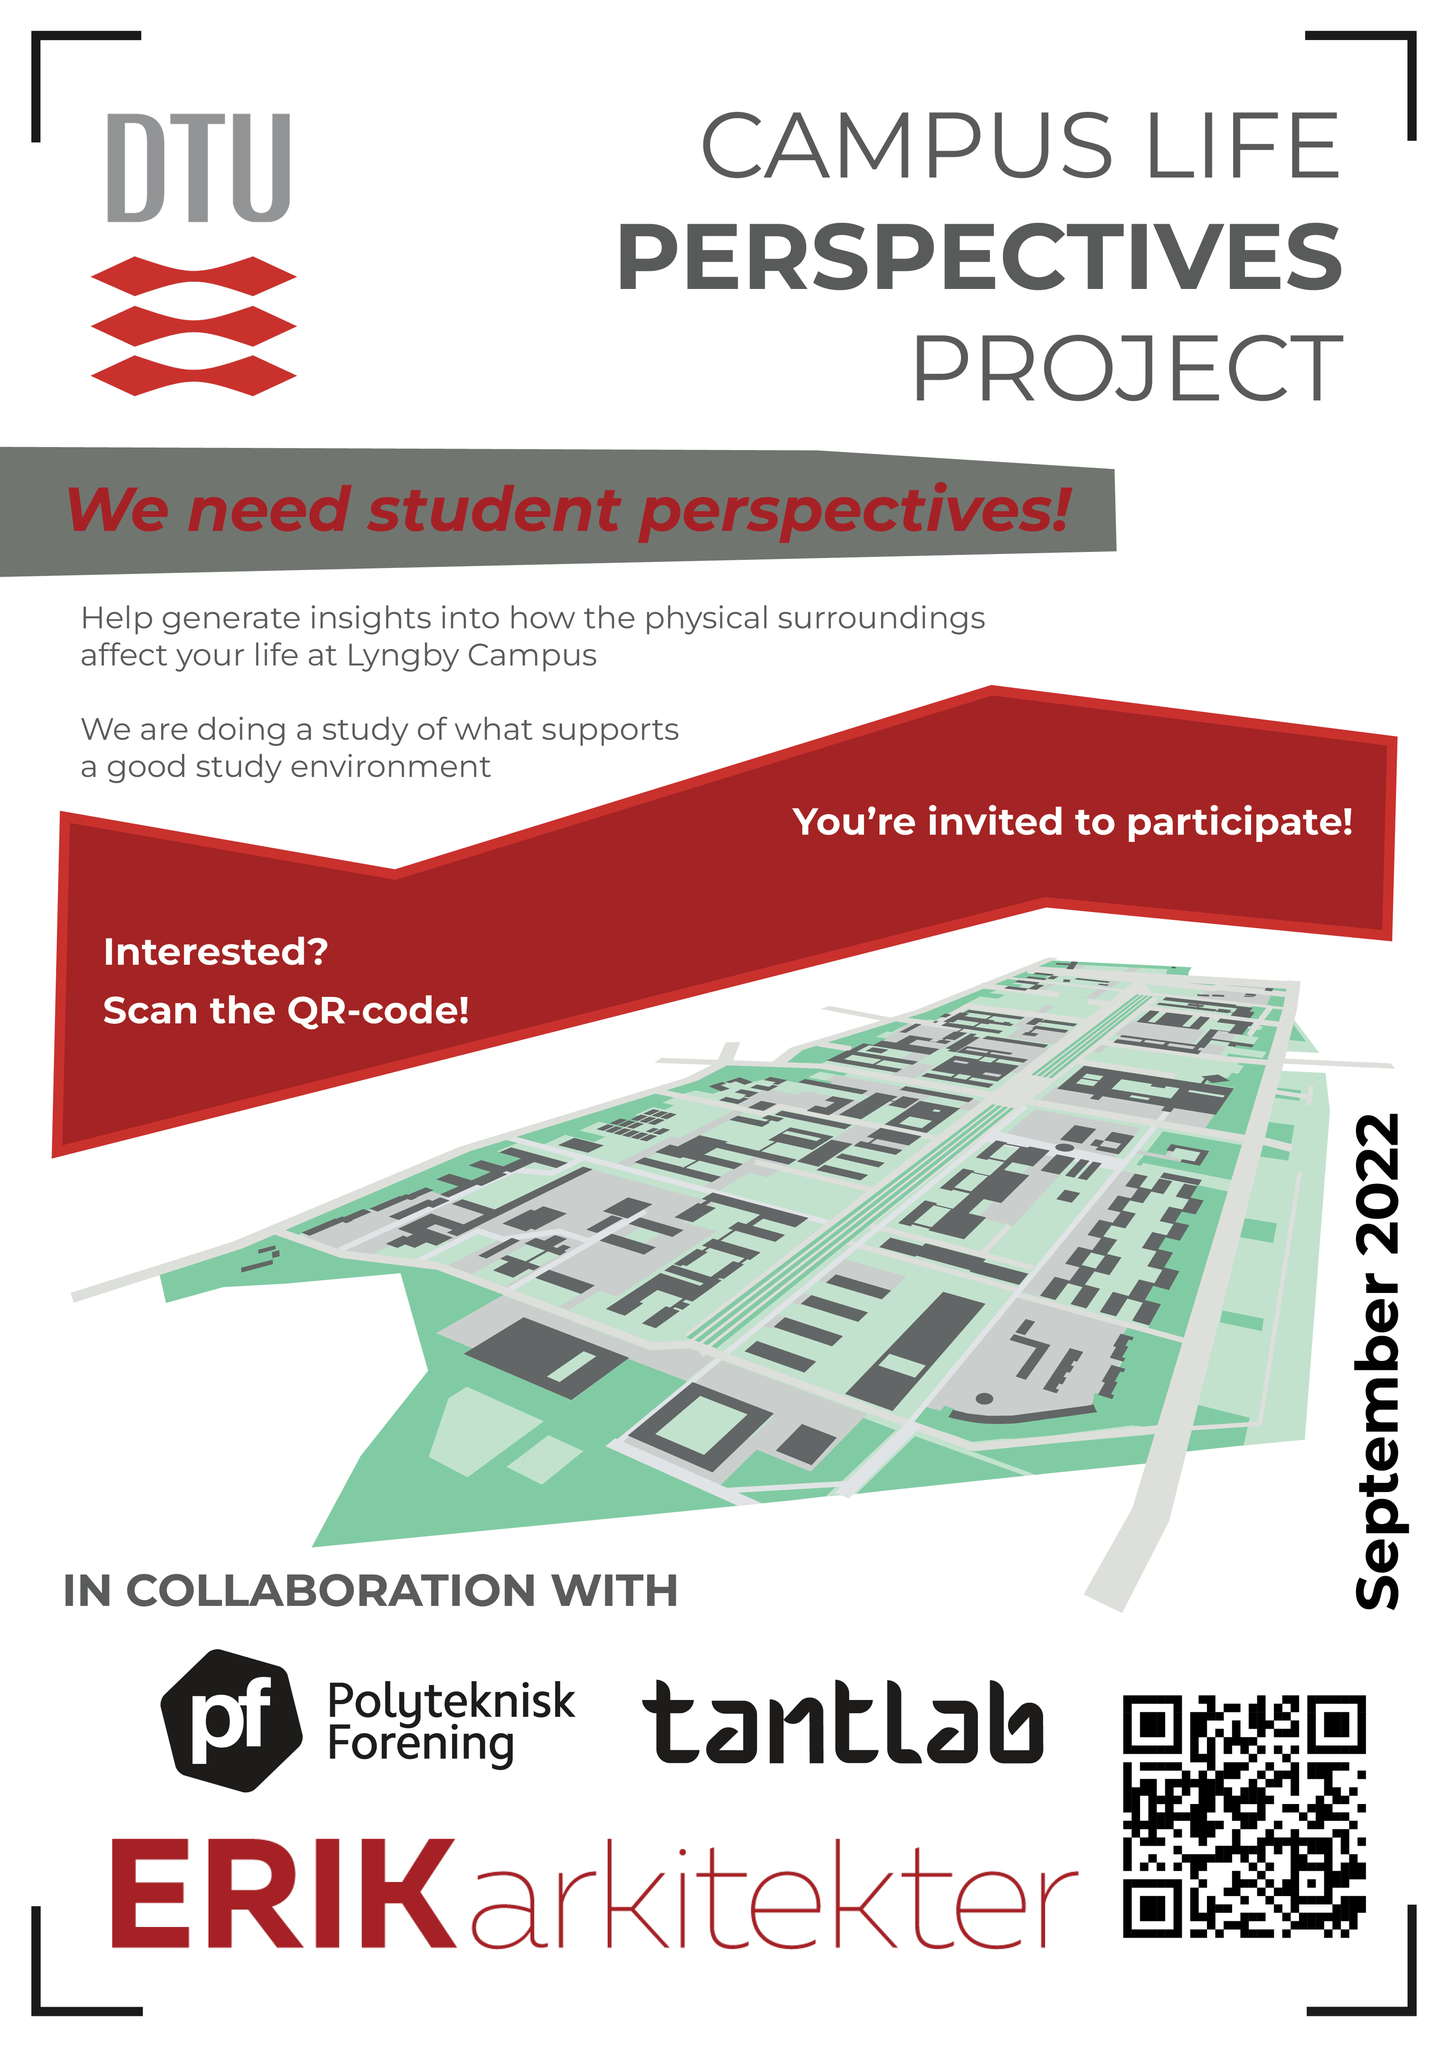 DTU
CAMPUS LIFE
PERSPECTIVES
PROJECT
We need student perspectives!
Help generate insights into how the physical surroundings
affect your life at Lyngby Campus
We are doing a study of what supports
a good study environment
You’re invited to participate!
Interested?
Scan the QR-code!
September 2022
IN COLLABORATION WITH
pf
Polyteknisk
Forening
tantlab
ERIKarkitekter